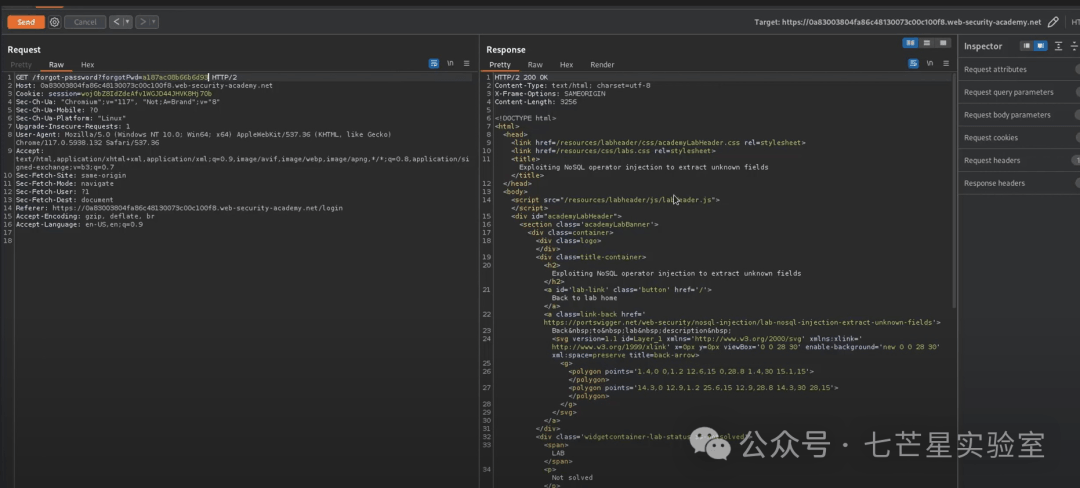 Send Cancel < > Target: https://0a83003804fa86c48130073c00c100f8.web-security-academy.net
Request
Pretty Raw Hex
1 GET /forgot-password?forgotPwd=a187ac08b66b6d93 HTTP/2
2 Host: 0a83003804fa86c48130073c00c100f8.web-security-academy.net
3 Cookie: session=wojObZ8IdZdeAfv1WGJD44JHVK8Mj70b
4 Sec-Ch-Ua: "Chromium";v="117", "Not;A=Brand";v="8"
5 Sec-Ch-Ua-Mobile: ?0
6 Sec-Ch-Ua-Platform: "Linux"
7 Upgrade-Insecure-Requests: 1
8 User-Agent: Mozilla/5.0 (Windows NT 10.0; Win64; x64) AppleWebKit/537.36 (KHTML, like Gecko)
Chrome/117.0.5938.132 Safari/537.36
9 Accept:
text/html,application/xhtml+xml,application/xml;q=0.9,image/avif,image/webp,image/apng,*/*;q=0.8,application/si
gned-exchange;v=b3;q=0.7
10 Sec-Fetch-Site: same-origin
11 Sec-Fetch-Mode: navigate
12 Sec-Fetch-User: ?1
13 Sec-Fetch-Dest: document
14 Referer: https://0a83003804fa86c48130073c00c100f8.web-security-academy.net/login
15 Accept-Encoding: gzip, deflate, br
16 Accept-Language: en-US,en;q=0.9
17
18
Response
Pretty Raw Hex Render
1 HTTP/2 200 OK
2 Content-Type: text/html; charset=utf-8
3 X-Frame-Options: SAMEORIGIN
4 Content-Length: 3256
5
6 <!DOCTYPE html>
7 <html>
8 <head>
9 <link href=/resources/labheader/css/academyLabHeader.css rel=stylesheet>
10 <link href=/resources/css/labs.css rel=stylesheet>
11 <title>
Exploiting NoSQL operator injection to extract unknown fields
</title>
12 </head>
13 <body>
14 <script src="/resources/labheader/js/labHeader.js">
</script>
15 <div id="academyLabHeader">
16 <section class='academyLabBanner'>
17 <div class=container>
18 <div class=logo>
</div>
19 <div class=title-container>
20 <h2>
Exploiting NoSQL operator injection to extract unknown fields
</h2>
21 <a id='lab-link' class='button' href='/'>
Back to lab home
</a>
22 <a class=link-back href='
https://portswigger.net/web-security/nosql-injection/lab-nosql-injection-extract-unknown-fields'>
23 Back&nbsp;to&nbsp;lab&nbsp;description&nbsp;
24 <svg version=1.1 id=Layer_1 xmlns='http://www.w3.org/2000/svg' xmlns:xlink='
http://www.w3.org/1999/xlink' x=0px y=0px viewBox='0 0 28 30' enable-background='new 0 0 28 30'
xml:space=preserve title=back-arrow>
25 <g>
26 <polygon points='1.4,0 0,1.2 12.6,15 0,28.8 1.4,30 15.1,15'>
</polygon>
27 <polygon points='14.3,0 12.9,1.2 25.6,15 12.9,28.8 14.3,30 28,15'>
</polygon>
28 </g>
29 </svg>
30 </a>
31 </div>
32 <div class='widgetcontainer-lab-status
33 <span>
LAB
</span>
34 <p>
Not solved
</p>
Inspector
Request attributes
Request query parameters
Request body parameters
Request cookies
Request headers
Response headers
公众号 · 七芒星实验室